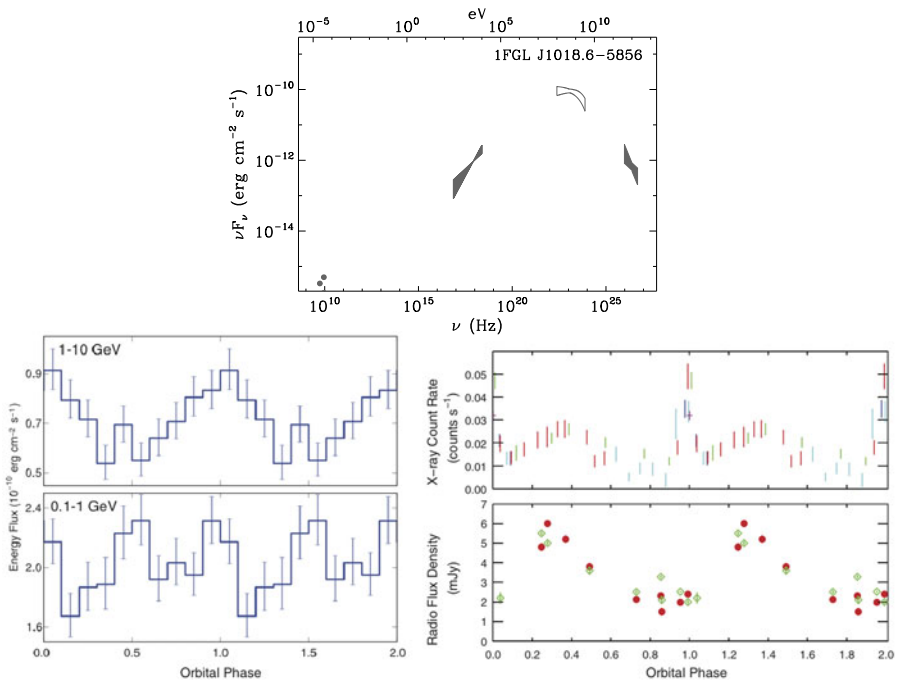 eV
10⁻⁵ 10⁰ 10⁵ 10¹⁰
1FGL J1018.6−5856
νFᵥ (erg cm⁻² s⁻¹)
10⁻¹⁰
10⁻¹²
10⁻¹⁴
10¹⁰ 10¹⁵ 10²⁰ 10²⁵
ν (Hz)
1-10 GeV
0.9
0.7
0.5
0.1-1 GeV
2.4
2.0
1.6
Energy Flux (10⁻¹⁰ erg cm⁻² s⁻¹)
0.0 0.5 1.0 1.5 2.0
Orbital Phase
X−ray Count Rate
(counts s⁻¹)
0.05
0.04
0.03
0.02
0.01
0.00
Radio Flux Density
(mJy)
7
6
5
4
3
2
1
0
0.0 0.2 0.4 0.6 0.8 1.0 1.2 1.4 1.6 1.8 2.0
Orbital Phase